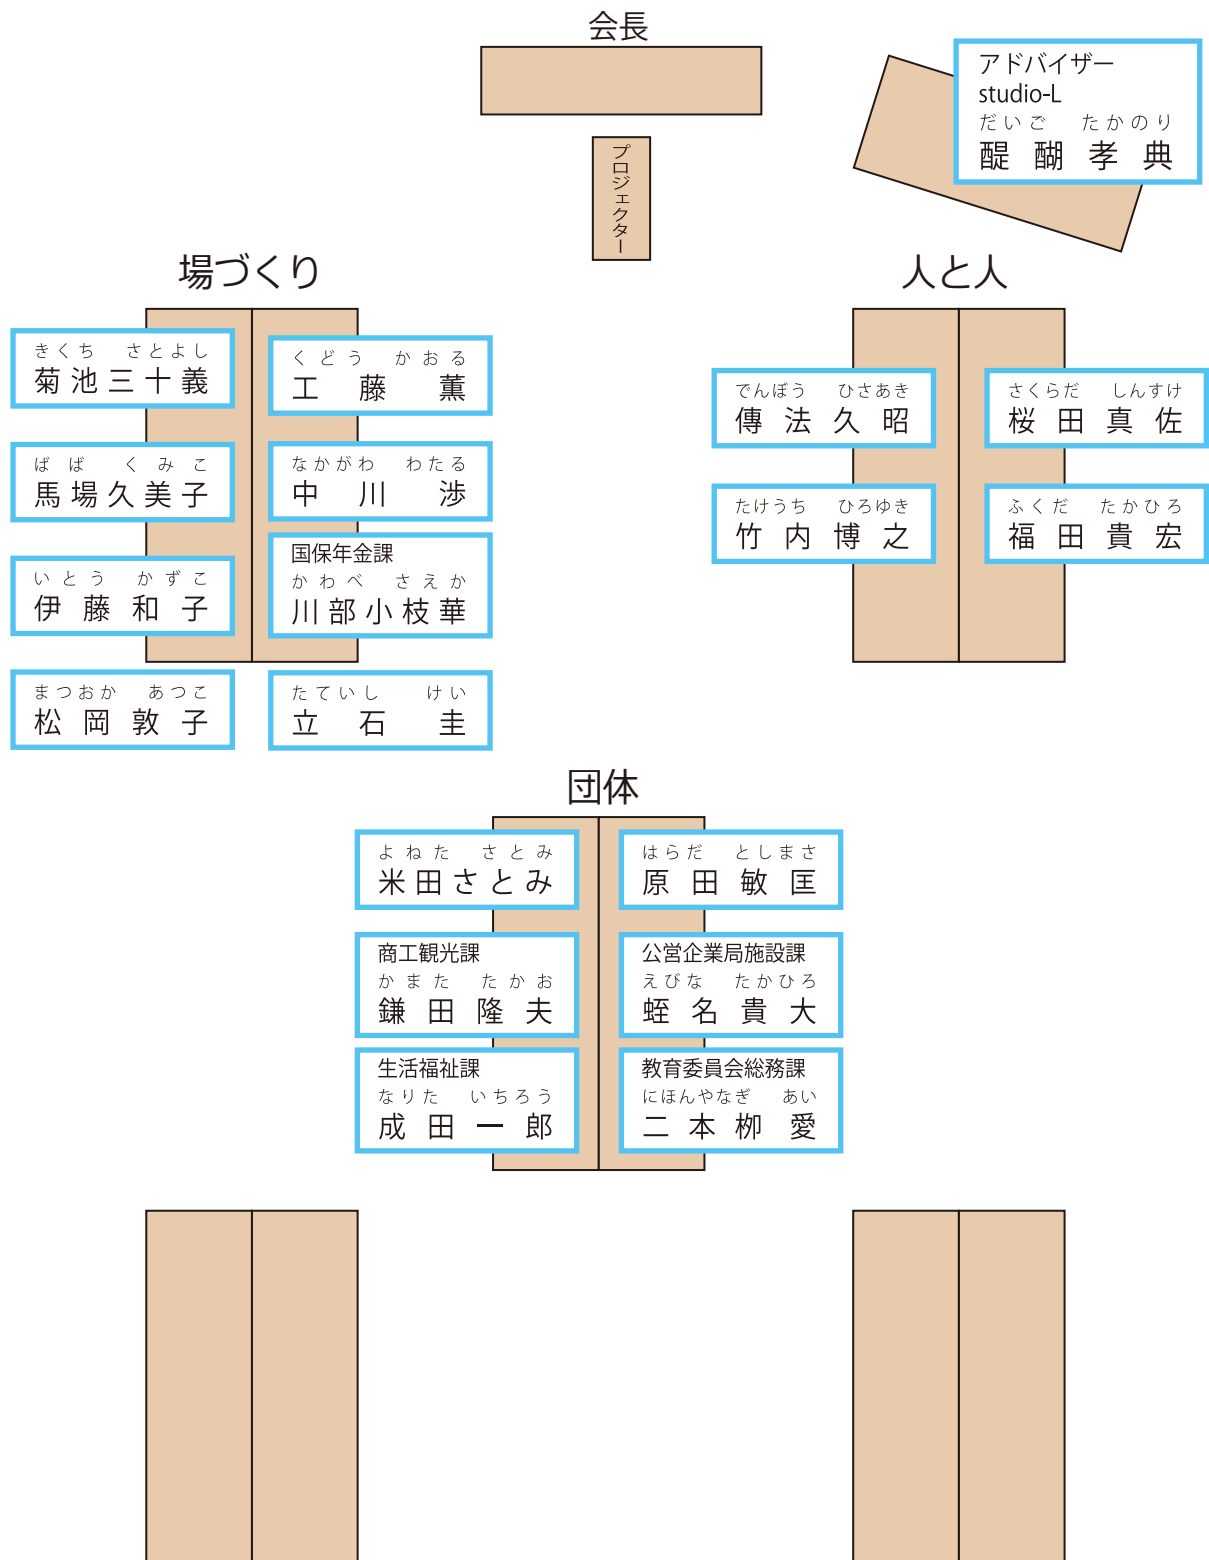 会長
アドバイザー
studio-L
だいご たかのり
醍醐孝典
プロジェクター
場づくり
きくち さとよし
菊池三十義
くどう かおる
工藤 薫
ばば くみこ
馬場久美子
なかがわ わたる
中川 渉
いとう かずこ
伊藤和子
国保年金課
かわべ さえか
川部小枝華
まつおか あつこ
松岡敦子
たていし けい
立石 圭
人と人
でんぼう ひさあき
傳法久昭
さくらだ しんすけ
桜田真佐
たけうち ひろゆき
竹内博之
ふくだ たかひろ
福田貴宏
団体
よねた さとみ
米田さとみ
はらだ としまさ
原田敏匡
商工観光課
かまた たかお
鎌田隆夫
公営企業局施設課
えびな たかひろ
蛯名貴大
生活福祉課
なりた いちろう
成田一郎
教育委員会総務課
にほんやなぎ あい
二本栁 愛